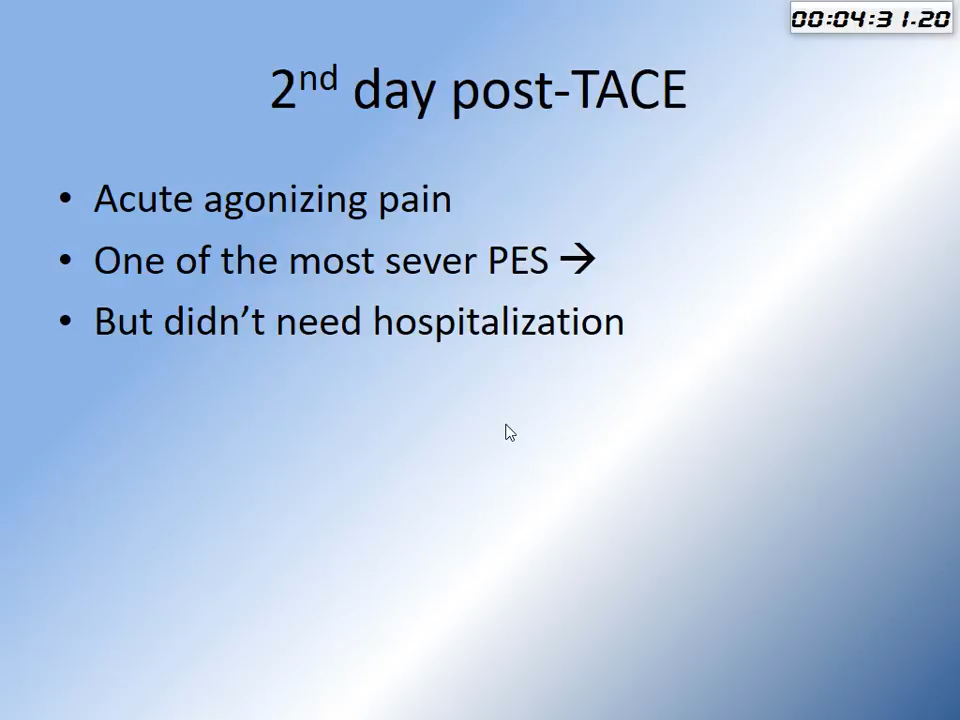 00:04:31.20
2nd day post-TACE
• Acute agonizing pain
• One of the most sever PES →
• But didn’t need hospitalization